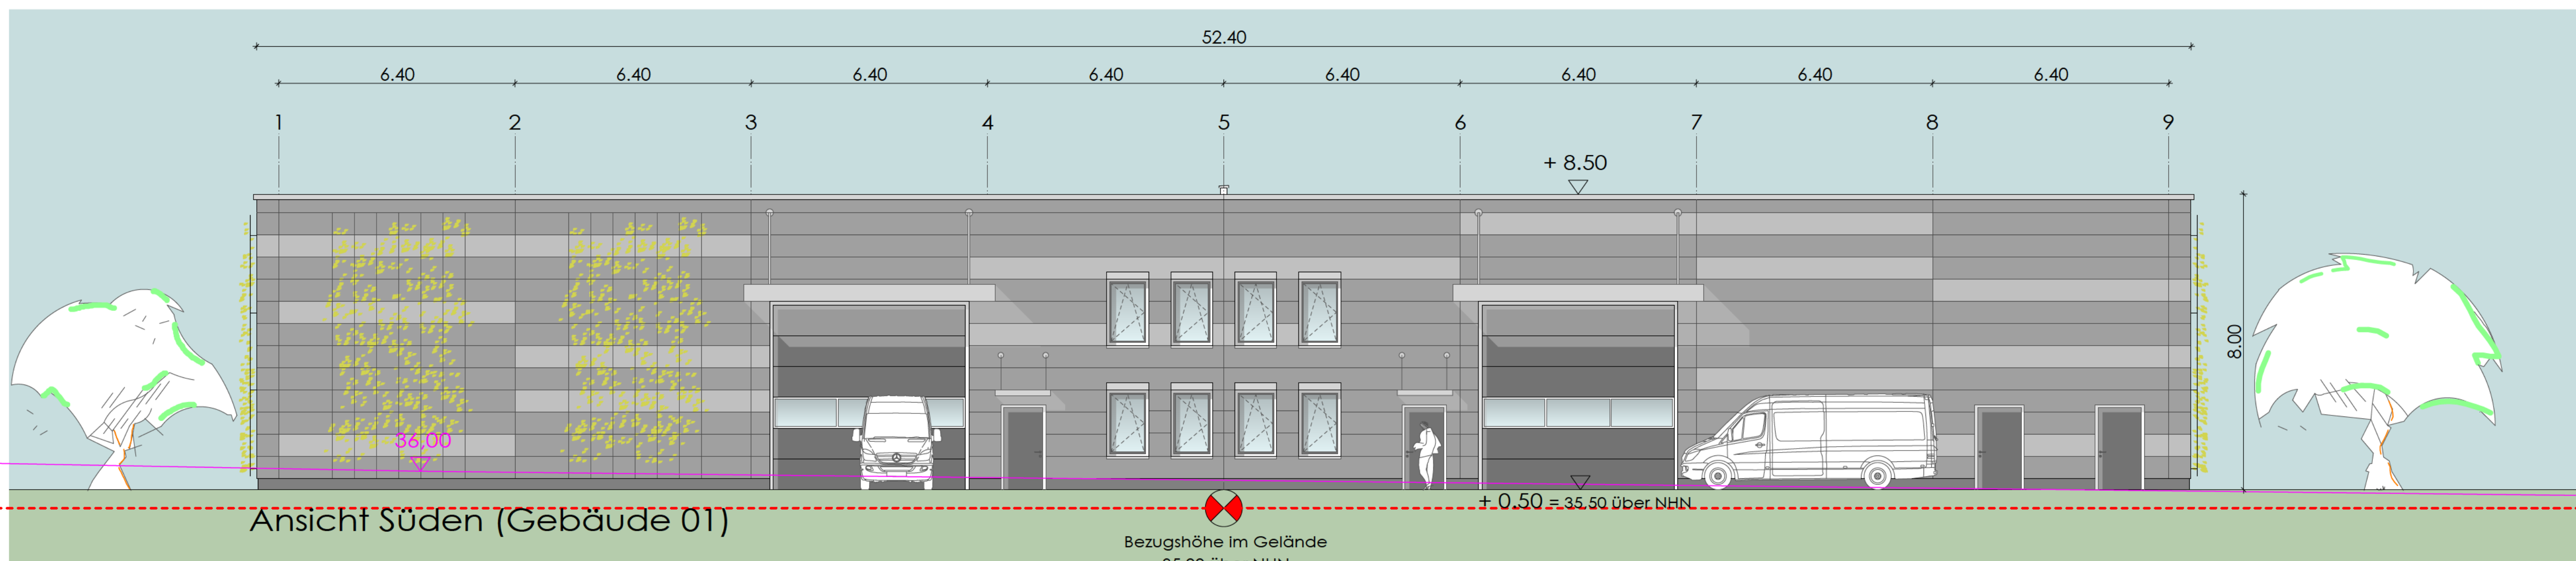 52.40
6.40 6.40 6.40 6.40 6.40 6.40 6.40 6.40
1 2 3 4 5 6 7 8 9
+ 8.50
8.00
36,00
+ 0.50 = 35.50 über NHN
Ansicht Süden (Gebäude 01)
Bezugshöhe im Gelände
über NHN